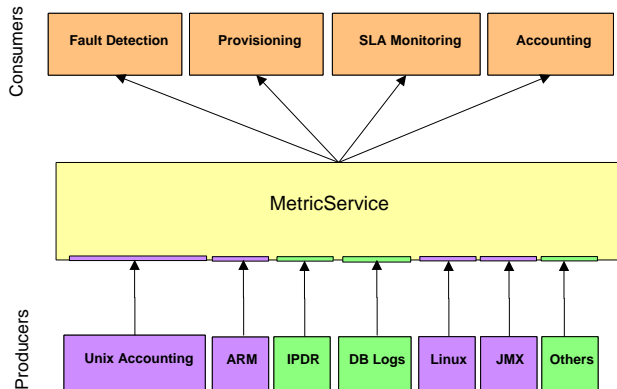 Consumers
Fault Detection
Provisioning
SLA Monitoring
Accounting
MetricService
Producers
Unix Accounting
ARM
IPDR
DB Logs
Linux
JMX
Others